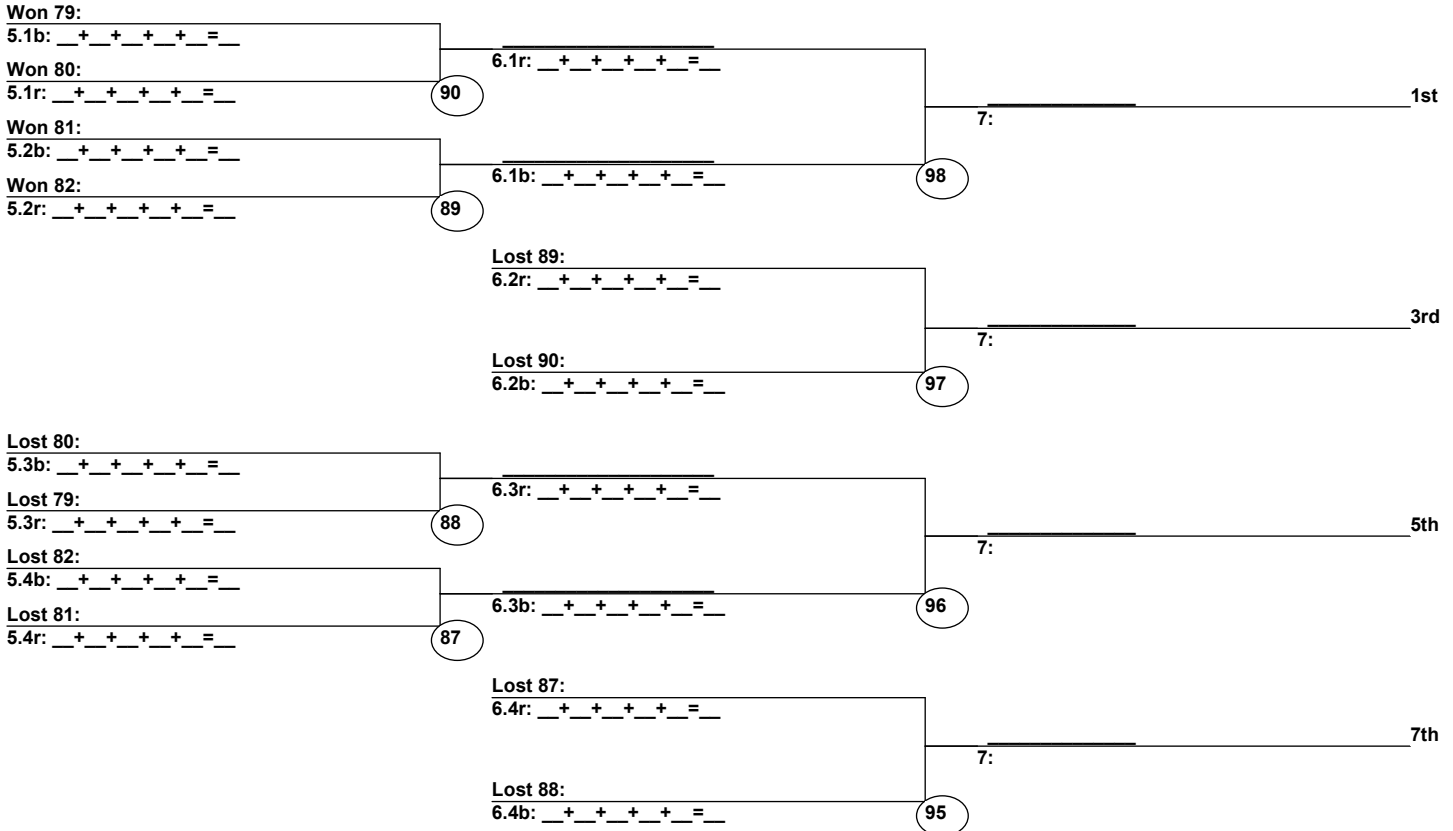 Won 79:
5.1b: __+__+__+__+__=__
6.1r: __+__+__+__+__=__
Won 80:
5.1r: __+__+__+__+__=__
90
1st
7:
Won 81:
5.2b: __+__+__+__+__=__
6.1b: __+__+__+__+__=__
98
Won 82:
5.2r: __+__+__+__+__=__
89
Lost 89:
6.2r: __+__+__+__+__=__
3rd
7:
Lost 90:
6.2b: __+__+__+__+__=__
97
Lost 80:
5.3b: __+__+__+__+__=__
6.3r: __+__+__+__+__=__
Lost 79:
5.3r: __+__+__+__+__=__
88
5th
7:
Lost 82:
5.4b: __+__+__+__+__=__
6.3b: __+__+__+__+__=__
96
Lost 81:
5.4r: __+__+__+__+__=__
87
Lost 87:
6.4r: __+__+__+__+__=__
7th
7:
Lost 88:
6.4b: __+__+__+__+__=__
95